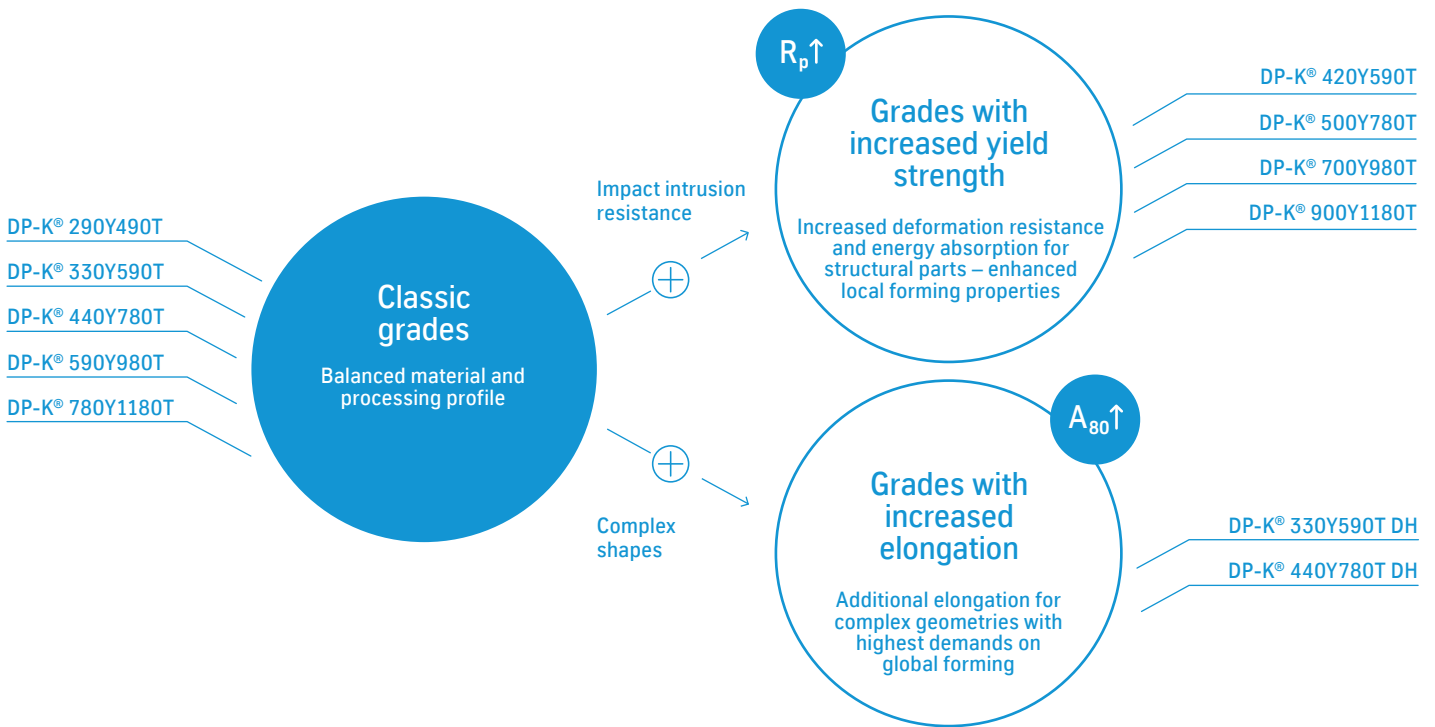 DP-K® 290Y490T
DP-K® 330Y590T
DP-K® 440Y780T
DP-K® 590Y980T
DP-K® 780Y1180T
Classic
grades
Balanced material and
processing profile
Impact intrusion
resistance
Complex
shapes
Rp↑
Grades with
increased yield
strength
Increased deformation resistance
and energy absorption for
structural parts – enhanced
local forming properties
DP-K® 420Y590T
DP-K® 500Y780T
DP-K® 700Y980T
DP-K® 900Y1180T
A80↑
Grades with
increased
elongation
Additional elongation for
complex geometries with
highest demands on
global forming
DP-K® 330Y590T DH
DP-K® 440Y780T DH